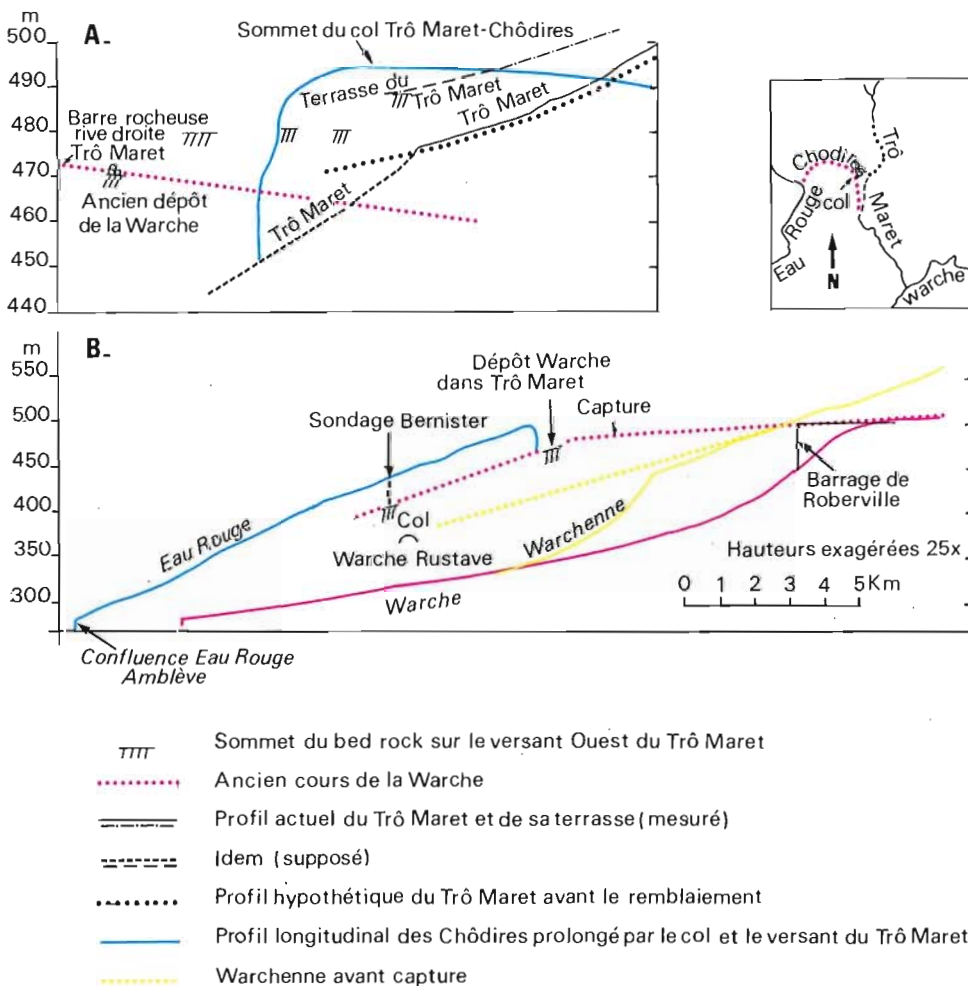 m
500
490
480
470
460
450
440
A.-
Sommet du col Trô Maret-Chôdires
Terrasse du
Trô Maret
Trô Maret
Barre rocheuse
rive droite
Trô Maret
Ancien dépôt
de la Warche
Trô Maret
Chodires
Trô
col
Maret
Rouge
Eau
N
Warche
m
550
500
450
400
350
300
B-
Dépôt Warche
dans Trô Maret
Capture
Sondage Bernister
Barrage de
Roberville
Col
Warche Rustave
Eau Rouge
Warchenne
Warche
Hauteurs exagérées 25x
0 1 2 3 4 5Km
Confluence Eau Rouge
Amblève
Sommet du bed rock sur le versant Ouest du Trô Maret
Ancien cours de la Warche
Profil actuel du Trô Maret et de sa terrasse (mesuré)
Idem (supposé)
Profil hypothétique du Trô Maret avant le remblaiement
Profil longitudinal des Chôdires prolongé par le col et le versant du Trô Maret
Warchenne avant capture